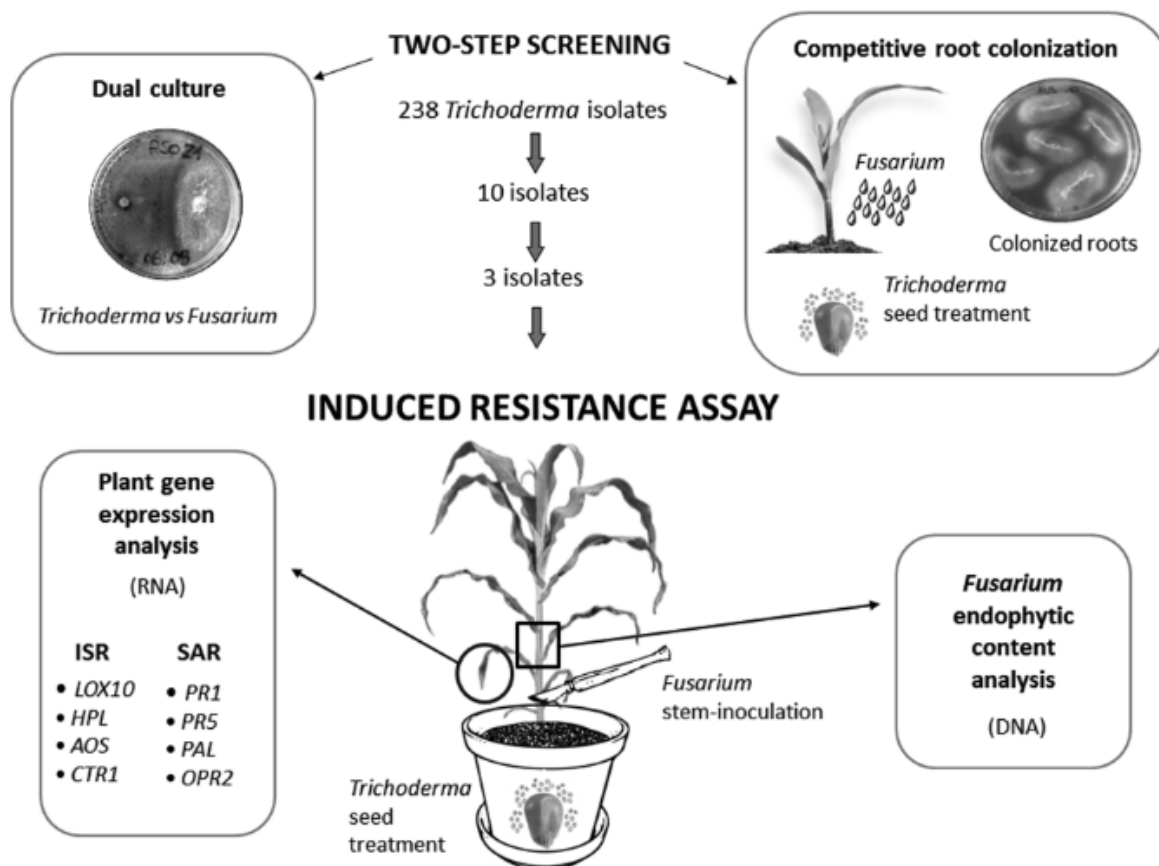 TWO-STEP SCREENING
Dual culture
Trichoderma vs Fusarium
238 Trichoderma isolates
10 isolates
3 isolates
Competitive root colonization
Fusarium
Colonized roots
Trichoderma
seed treatment
INDUCED RESISTANCE ASSAY
Plant gene
expression
analysis
(RNA)
ISR
• LOX10
• HPL
• AOS
• CTR1
SAR
• PR1
• PR5
• PAL
• OPR2
Fusarium
stem-inoculation
Trichoderma
seed
treatment
Fusarium
endophytic
content
analysis
(DNA)